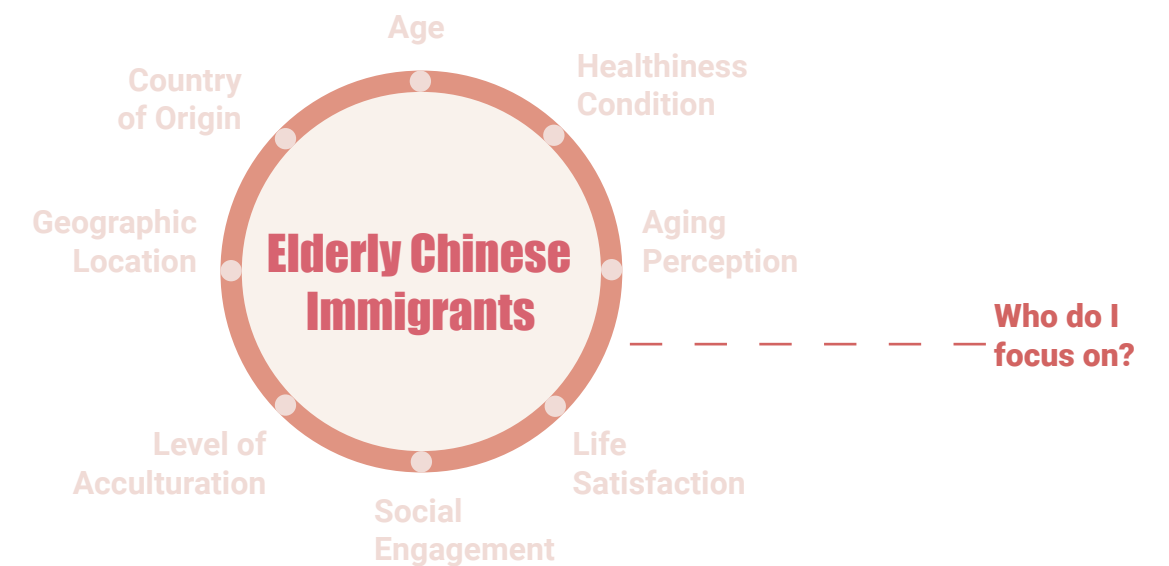 Age
Healthiness
Condition
Country
of Origin
Aging
Perception
Geographic
Location
Elderly Chinese
Immigrants
Who do I
focus on?
Level of
Acculturation
Life
Satisfaction
Social
Engagement